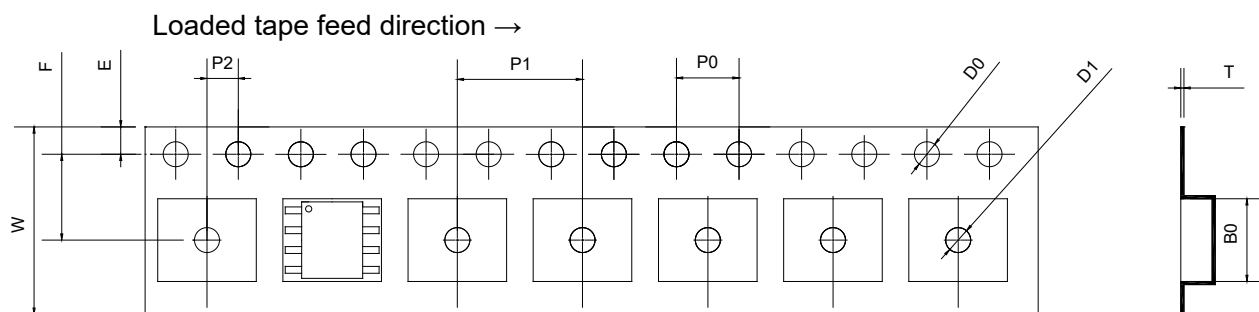 Loaded tape feed direction →
F
E
P2
P1
P0
D0
D1
T
W
B0